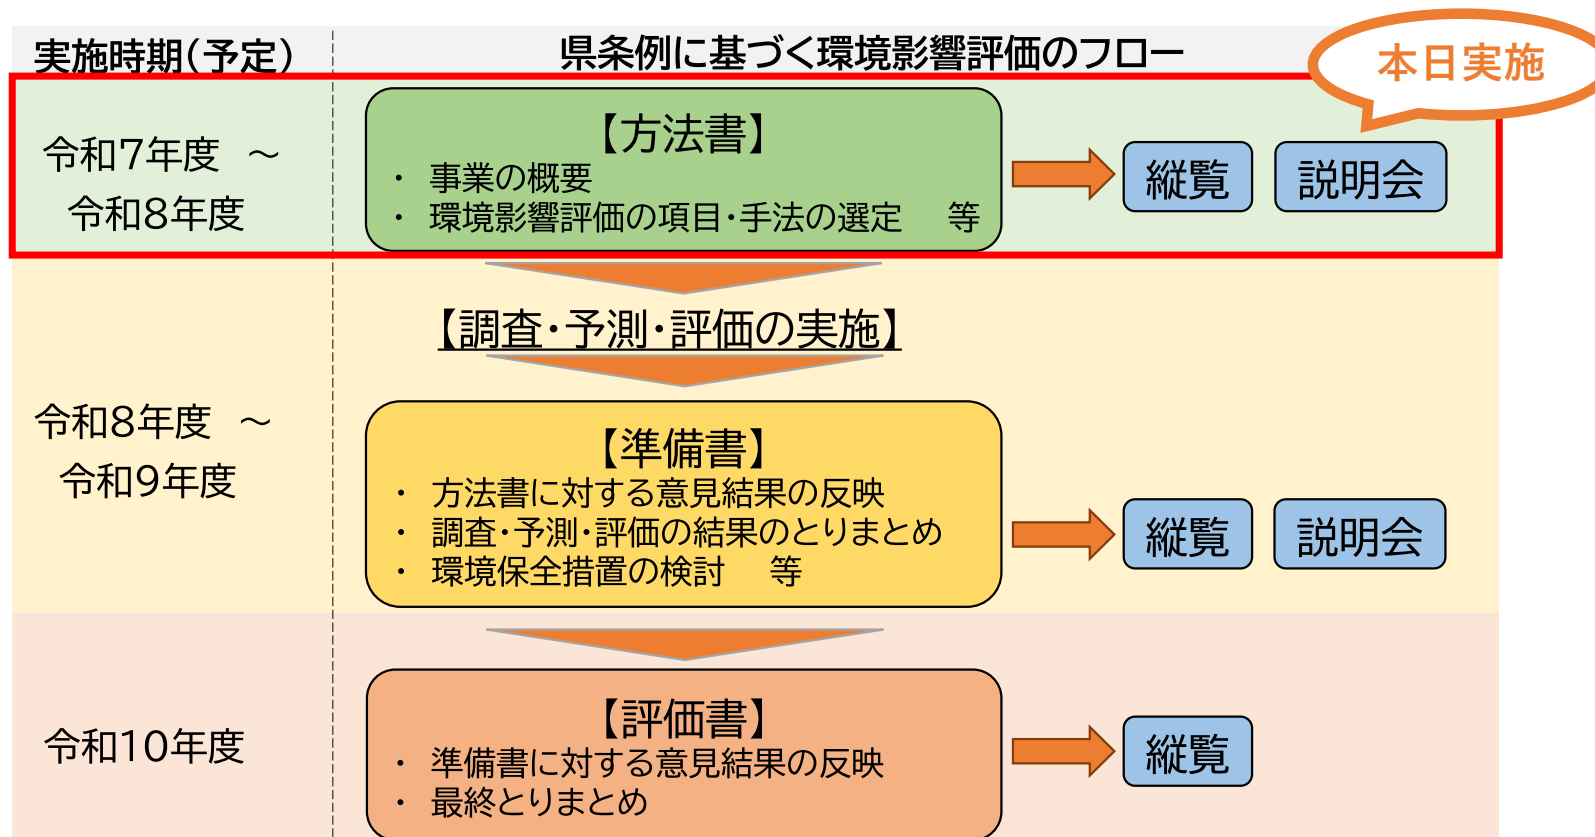 実施時期(予定)
県条例に基づく環境影響評価のフロー
本日実施
令和7年度 ～
令和8年度
【方法書】
・ 事業の概要
・ 環境影響評価の項目・手法の選定 等
縦覧
説明会
【調査・予測・評価の実施】
令和8年度 ～
令和9年度
【準備書】
・ 方法書に対する意見結果の反映
・ 調査・予測・評価の結果のとりまとめ
・ 環境保全措置の検討 等
縦覧
説明会
令和10年度
【評価書】
・ 準備書に対する意見結果の反映
・ 最終とりまとめ
縦覧